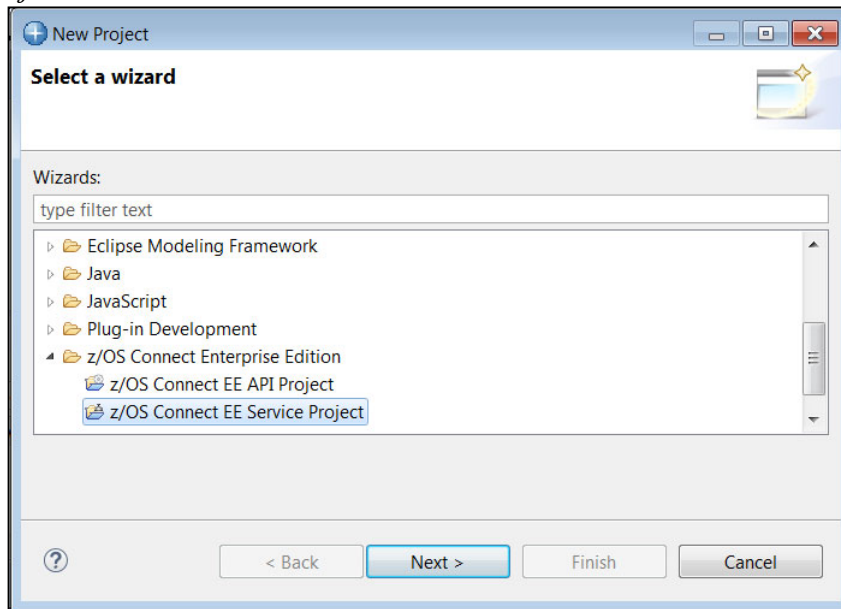 New Project
Select a wizard
Wizards:
type filter text
Eclipse Modeling Framework
Java
JavaScript
Plug-in Development
z/OS Connect Enterprise Edition
z/OS Connect EE API Project
z/OS Connect EE Service Project
? < Back Next > Finish Cancel